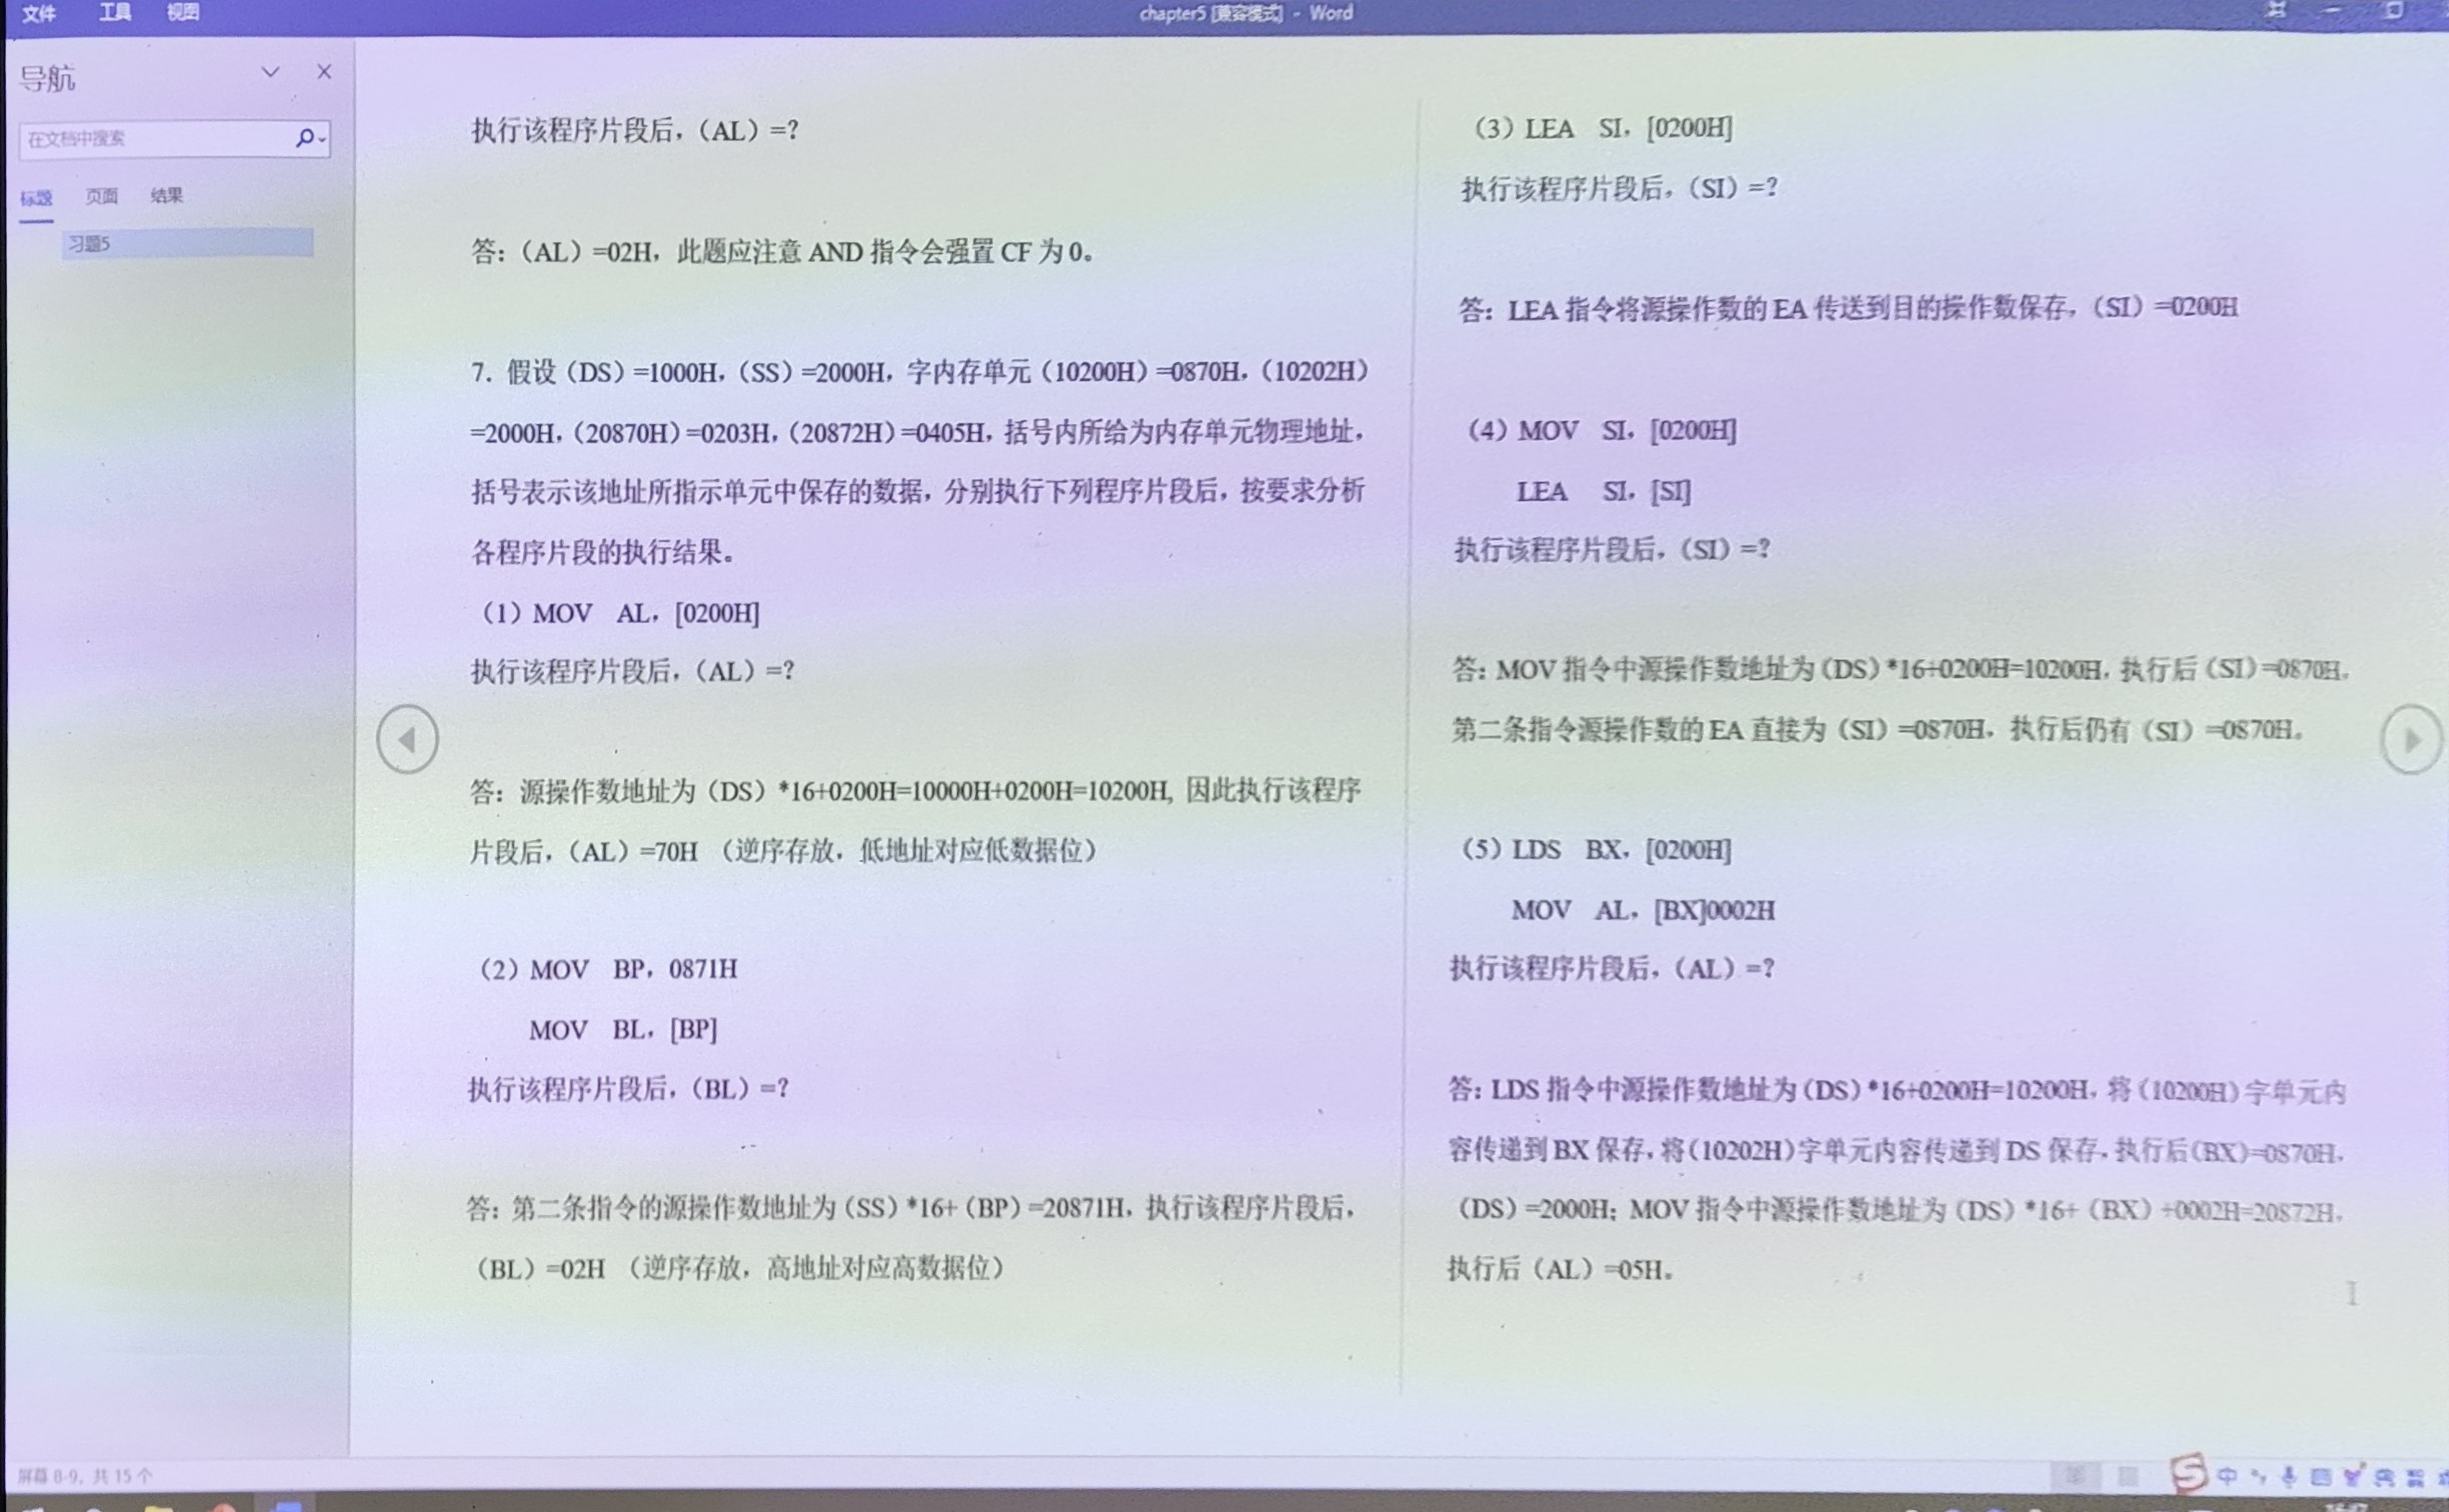 文件 工具 视图
chapter5 [兼容模式] - Word
导航
在文档中搜索
标题 页面 结果
习题5
执行该程序片段后，（AL）=?
答：（AL）=02H，此题应注意 AND 指令会强置 CF 为 0。
7. 假设（DS）=1000H，（SS）=2000H，字内存单元（10200H）=0870H，（10202H）
=2000H，（20870H）=0203H，（20872H）=0405H，括号内所给为内存单元物理地址，
括号表示该地址所指示单元中保存的数据，分别执行下列程序片段后，按要求分析
各程序片段的执行结果。
（1）MOV AL，[0200H]
执行该程序片段后，（AL）=?
答：源操作数地址为（DS）*16+0200H=10000H+0200H=10200H, 因此执行该程序
片段后，（AL）=70H （逆序存放，低地址对应低数据位）
（2）MOV BP，0871H
MOV BL，[BP]
执行该程序片段后，（BL）=?
答：第二条指令的源操作数地址为（SS）*16+（BP）=20871H，执行该程序片段后，
（BL）=02H （逆序存放，高地址对应高数据位）
（3）LEA SI，[0200H]
执行该程序片段后，（SI）=?
答：LEA 指令将源操作数的 EA 传送到目的操作数保存，（SI）=0200H
（4）MOV SI，[0200H]
LEA SI，[SI]
执行该程序片段后，（SI）=?
答：MOV 指令中源操作数地址为（DS）*16+0200H=10200H，执行后（SI）=0870H，
第二条指令源操作数的 EA 直接为（SI）=0870H，执行后仍有（SI）=0870H。
（5）LDS BX，[0200H]
MOV AL，[BX]0002H
执行该程序片段后，（AL）=?
答：LDS 指令中源操作数地址为（DS）*16+0200H=10200H，将（10200H）字单元内
容传递到 BX 保存，将（10202H）字单元内容传递到 DS 保存，执行后（BX）=0870H，
（DS）=2000H；MOV 指令中源操作数地址为（DS）*16+（BX）+0002H=20872H，
执行后（AL）=05H。
屏幕 8-9，共 15 个
中